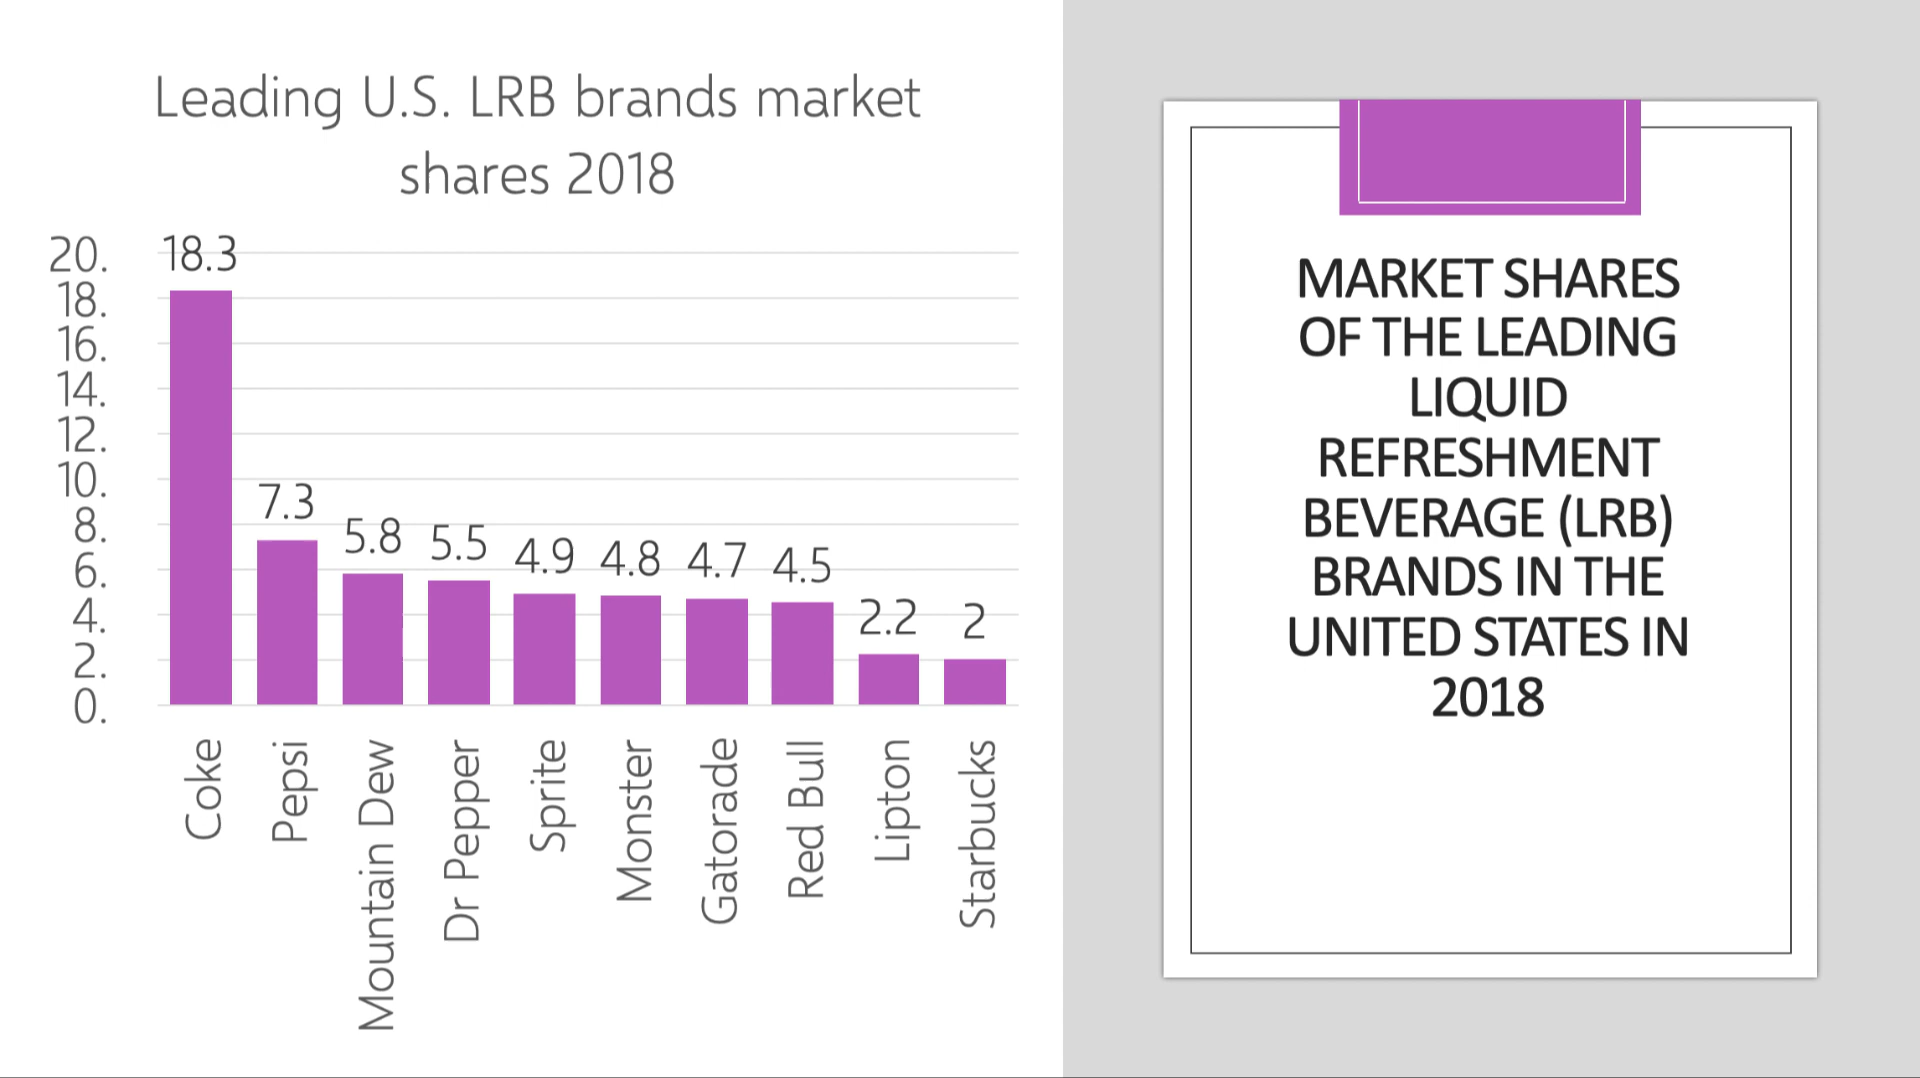 Leading U.S. LRB brands market
shares 2018
20.
18.
16.
14.
12.
10.
8.
6.
4.
2.
0.
18.3
7.3
5.8
5.5
4.9
4.8
4.7
4.5
2.2
2
Coke
Pepsi
Mountain Dew
Dr Pepper
Sprite
Monster
Gatorade
Red Bull
Lipton
Starbucks
MARKET SHARES
OF THE LEADING
LIQUID
REFRESHMENT
BEVERAGE (LRB)
BRANDS IN THE
UNITED STATES IN
2018